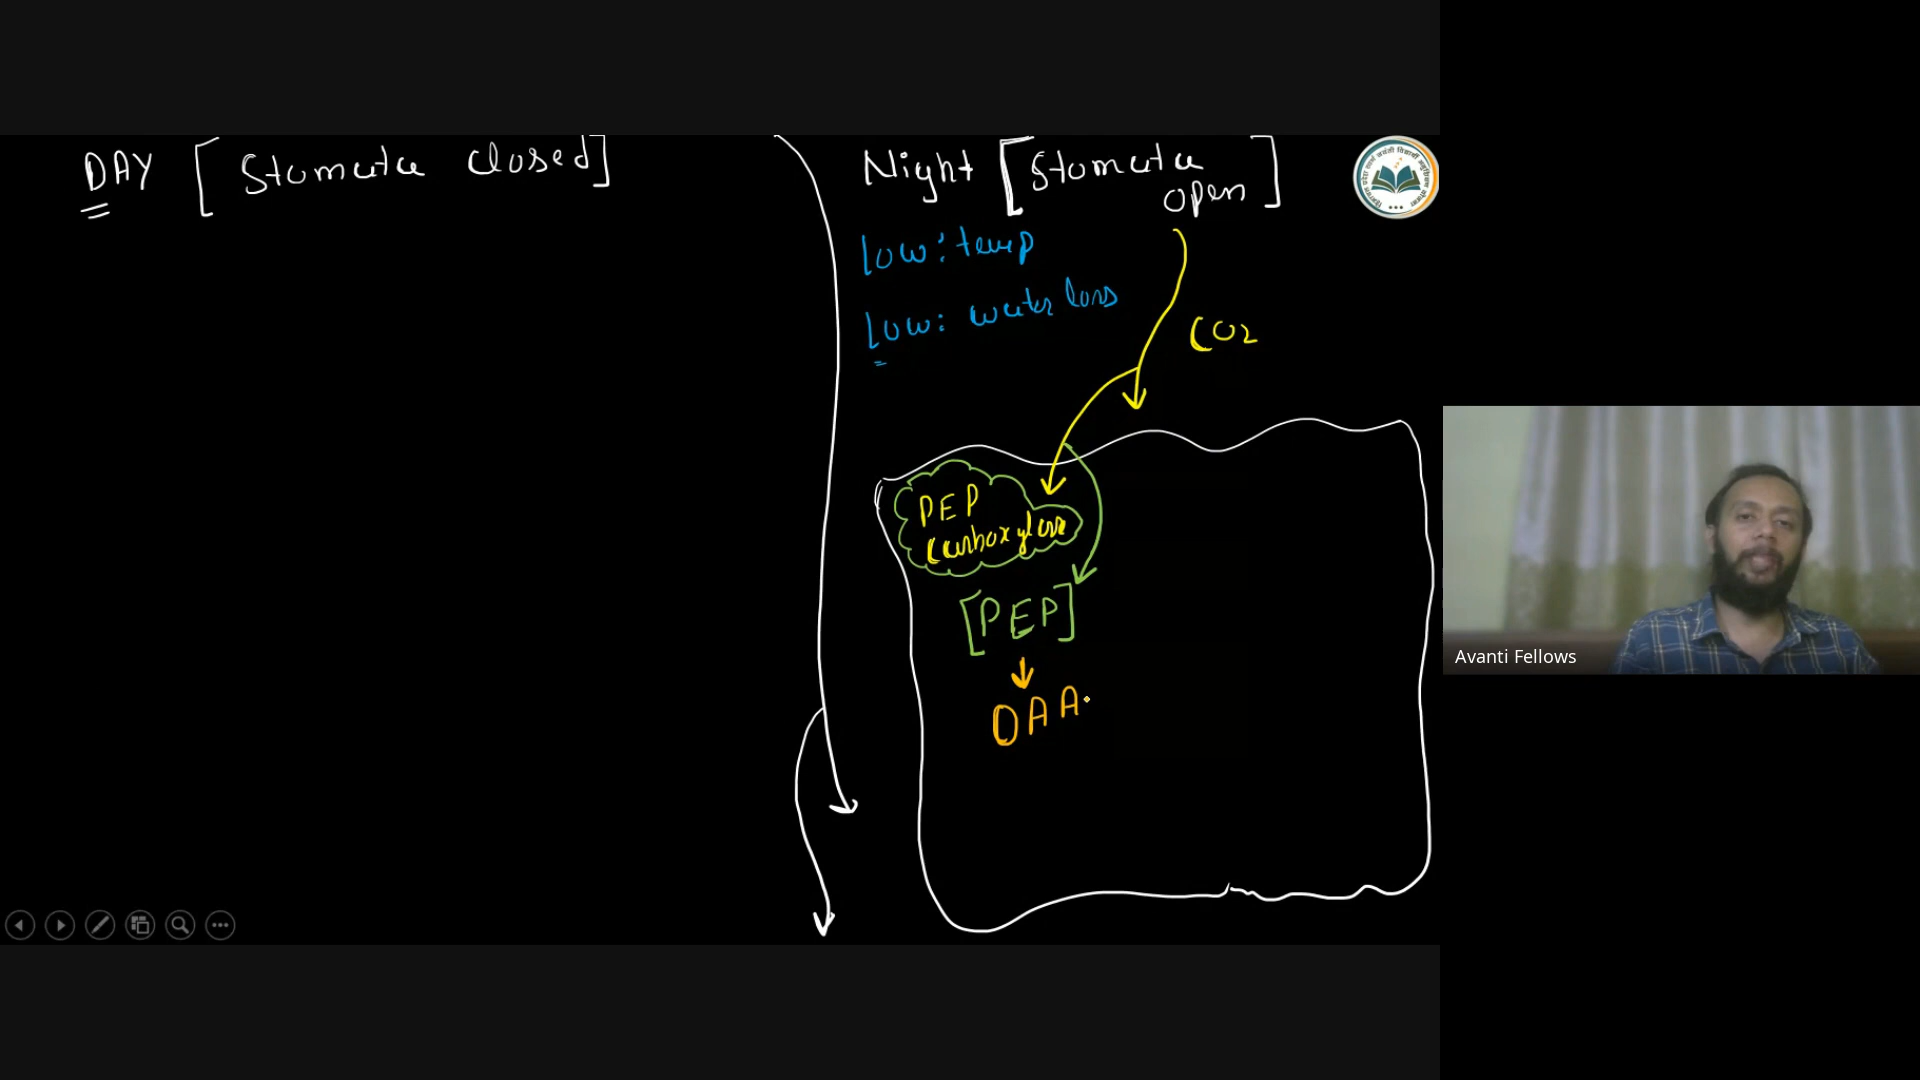 DAY [Stomata closed]
Night [Stomata
open]
Low: temp
Low: water loss
CO2
PEP
Carboxylase
[PEP]
OAA
Avanti Fellows